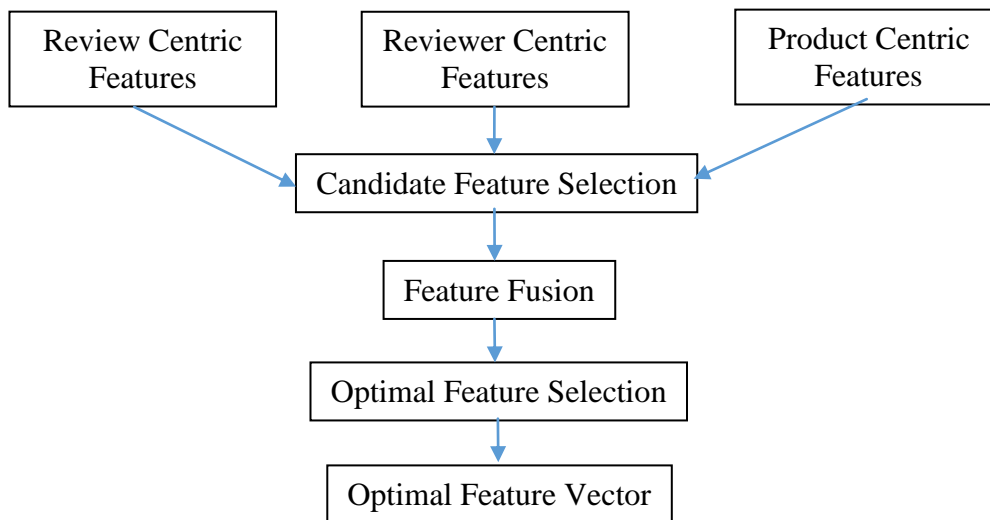 Review Centric
Features
Reviewer Centric
Features
Product Centric
Features
Candidate Feature Selection
Feature Fusion
Optimal Feature Selection
Optimal Feature Vector